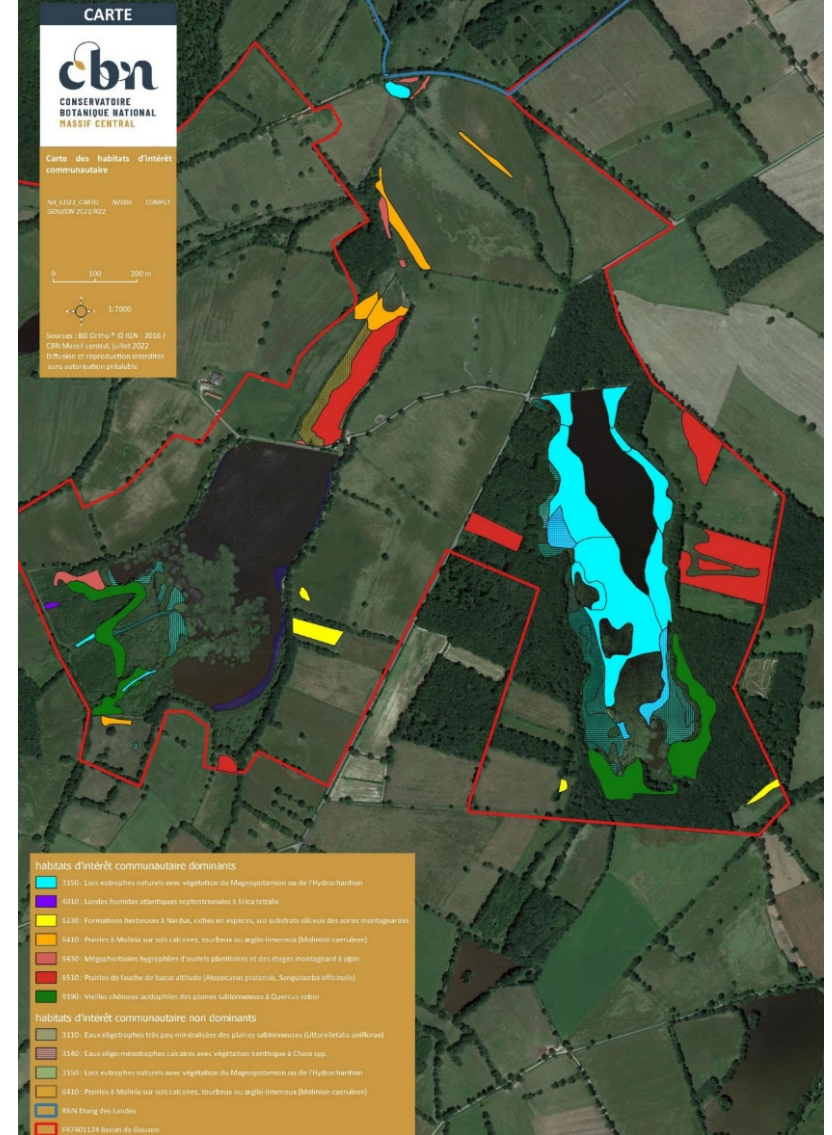 CARTE
cbn
CONSERVATOIRE
BOTANIQUE NATIONAL
MASSIF CENTRAL
Carte des habitats d'intérêt
communautaire
NA_CD23_CARTO N2000 COMPLT
GOUZON 2021/R22
0 100 200 m
1:7000
Sources : BD Ortho ® © IGN - 2016 /
CBN Massif central, juillet 2022
Diffusion et reproduction interdites
sans autorisation préalable
habitats d'intérêt communautaire dominants
3150 : Lacs eutrophes naturels avec végétation du Magnopotamion ou de l'Hydrocharition
4010 : Landes humides atlantiques septentrionales à Erica tetralix
6230 : Formations herbeuses à Nardus, riches en espèces, sur substrats siliceux des zones montagnardes
6410 : Prairies à Molinia sur sols calcaires, tourbeux ou argilo-limoneux (Molinion caeruleae)
6430 : Mégaphorbiaies hygrophiles d'ourlets planitiaires et des étages montagnard à alpin
6510 : Prairies de fauche de basse altitude (Alopecurus pratensis, Sanguisorba officinalis)
9190 : Vieilles chênaies acidophiles des plaines sablonneuses à Quercus robur
habitats d'intérêt communautaire non dominants
3110 : Eaux oligotrophes très peu minéralisées des plaines sablonneuses (Littorelletalia uniflorae)
3140 : Eaux oligo-mésotrophes calcaires avec végétation benthique à Chara spp.
3150 : Lacs eutrophes naturels avec végétation du Magnopotamion ou de l'Hydrocharition
6410 : Prairies à Molinia sur sols calcaires, tourbeux ou argilo-limoneux (Molinion caeruleae)
RNN Etang des Landes
FR7401124 Bassin de Gouzon